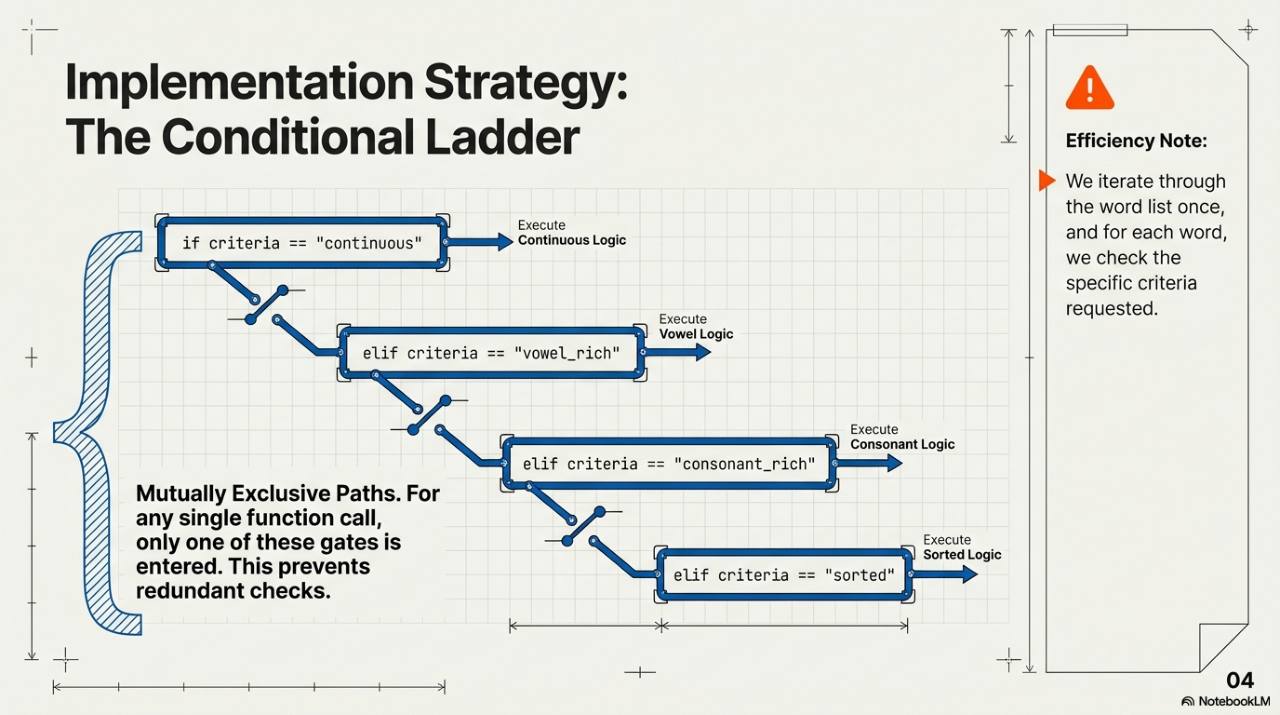 Implementation Strategy:
The Conditional Ladder
if criteria == "continuous"
Execute
Continuous Logic
elif criteria == "vowel_rich"
Execute
Vowel Logic
elif criteria == "consonant_rich"
Execute
Consonant Logic
elif criteria == "sorted"
Execute
Sorted Logic
Mutually Exclusive Paths. For
any single function call,
only one of these gates is
entered. This prevents
redundant checks.
Efficiency Note:
We iterate through
the word list once,
and for each word,
we check the
specific criteria
requested.
04
NotebookLM